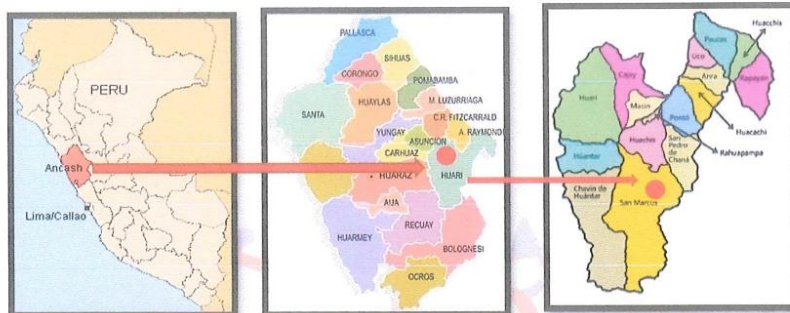 PERU
Ancash
Lima/Callao
PALLASCA
SIHUAS
CORONGO
POMABAMBA
HUAYLAS
M. LUZURRIAGA
SANTA
C.R. FITZCARRALD
YUNGAY
A. RAYMONDI
ASUNCION
CARHUAZ
HUARAZ
HUARI
AIJA
RECUAY
HUARMEY
BOLOGNESI
OCROS
Huacchis
Paucas
Uco
Cajay
Anra
Rapayan
Huari
Masin
Ponto
Huacachi
Huachis
San
Pedro
de
Chaná
Rahuapampa
Huantar
Chavin de
Huántar
San Marcos